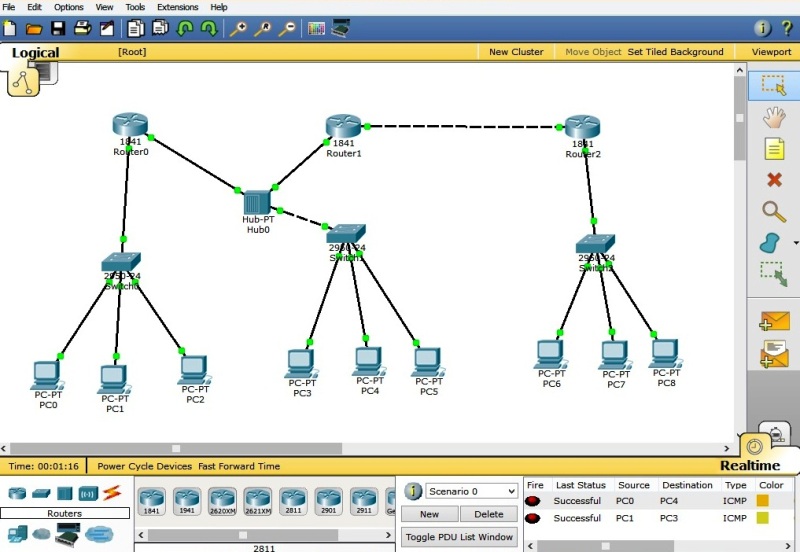 File Edit Options View Tools Extensions Help
Logical [Root] New Cluster Move Object Set Tiled Background Viewport
1841
Router0
1841
Router1
1841
Router2
Hub-PT
Hub0
2950-24
Switch0
2950-24
Switch1
2950-24
Switch2
PC-PT
PC0
PC-PT
PC1
PC-PT
PC2
PC-PT
PC3
PC-PT
PC4
PC-PT
PC5
PC-PT
PC6
PC-PT
PC7
PC-PT
PC8
Time: 00:01:16 Power Cycle Devices Fast Forward Time Realtime
Routers
1841 1941 2620XM 2621XM 2811 2901 2911 Ge
2811
Scenario 0
New Delete
Toggle PDU List Window
Fire Last Status Source Destination Type Color
Successful PC0 PC4 ICMP
Successful PC1 PC3 ICMP